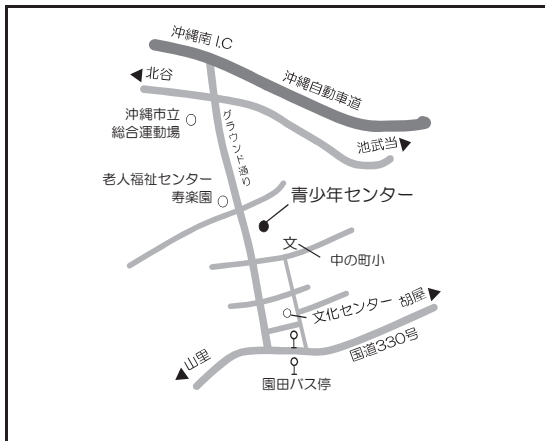 沖縄南 I.C
北谷
沖縄自動車道
沖縄市立
総合運動場
グラウンド通り
池武当
老人福祉センター
寿楽園
青少年センター
文
中の町小
文化センター
胡屋
国道330号
山里
園田バス停